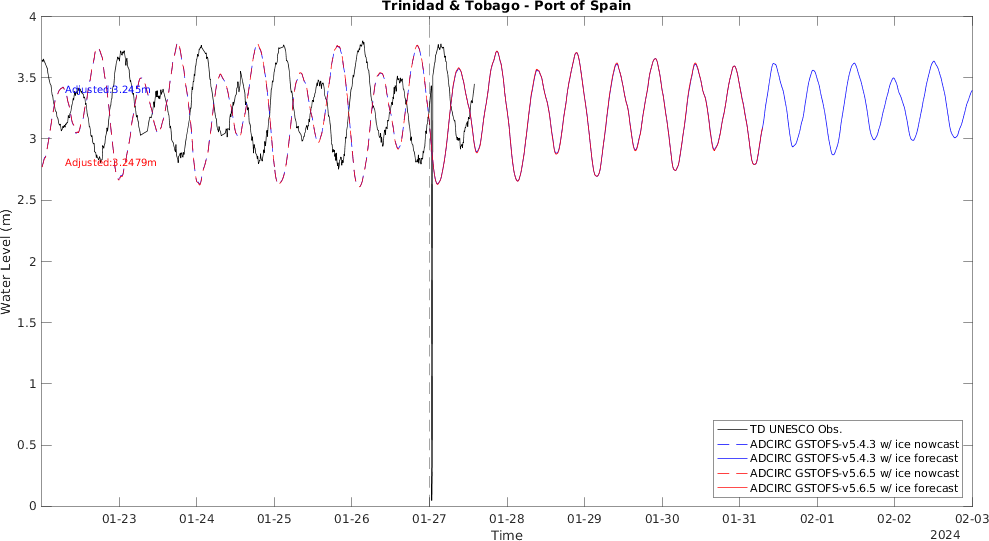 Trinidad & Tobago - Port of Spain
Water Level (m)
4
3.5
3
2.5
2
1.5
1
0.5
0
Adjusted:3.245m
Adjusted:3.2479m
TD UNESCO Obs.
ADCIRC GSTOFS-v5.4.3 w/ ice nowcast
ADCIRC GSTOFS-v5.4.3 w/ ice forecast
ADCIRC GSTOFS-v5.6.5 w/ ice nowcast
ADCIRC GSTOFS-v5.6.5 w/ ice forecast
01-23 01-24 01-25 01-26 01-27 01-28 01-29 01-30 01-31 02-01 02-02 02-03
Time
2024